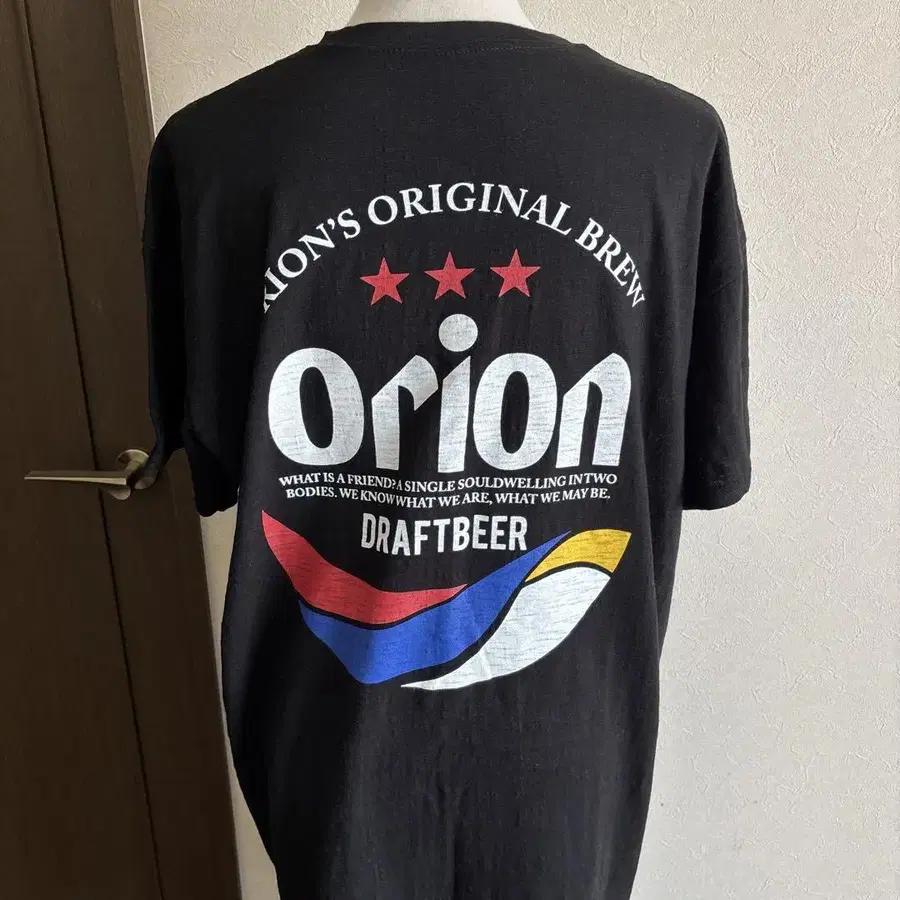 RION'S ORIGINAL BREW
Orion
WHAT IS A FRIEND? A SINGLE SOULDWELLING IN TWO
BODIES. WE KNOW WHAT WE ARE, WHAT WE MAY BE.
DRAFTBEER